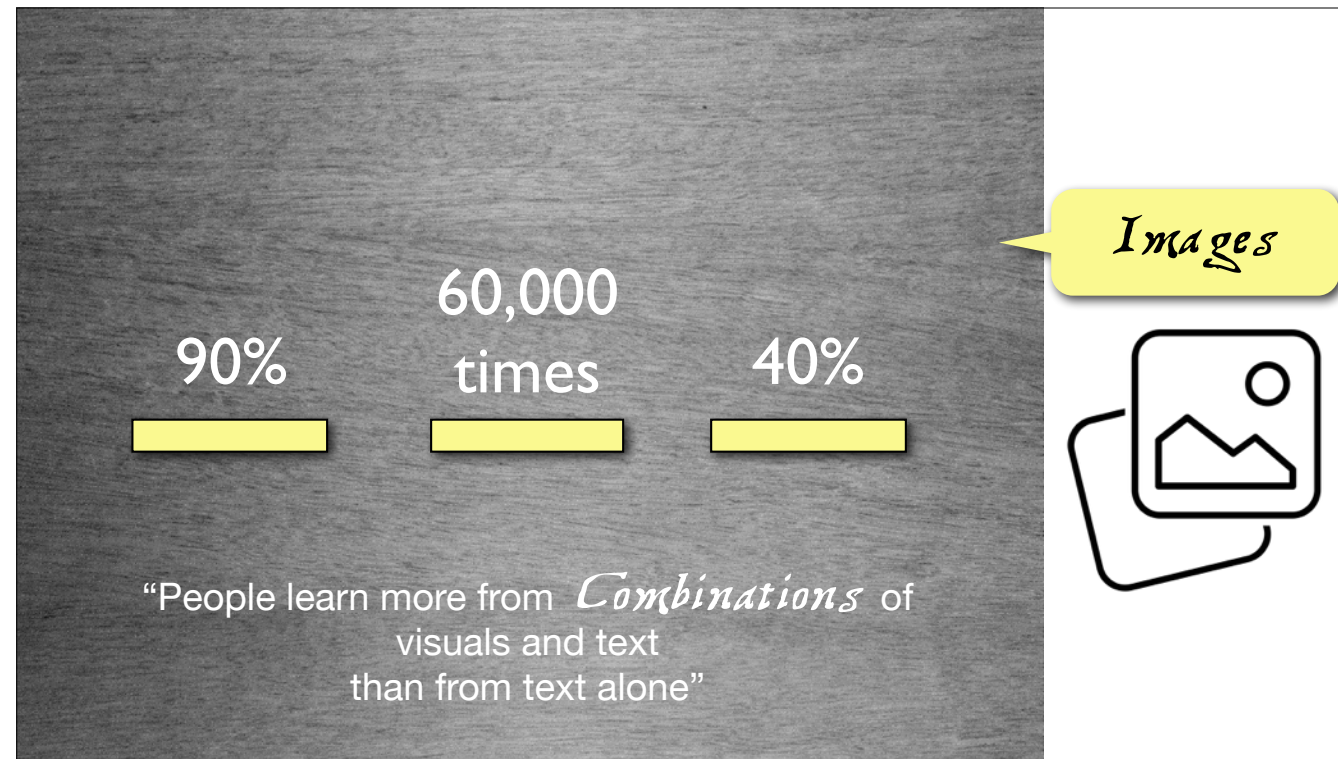 90%
60,000
times
40%
Images
“People learn more from Combinations of
visuals and text
than from text alone”